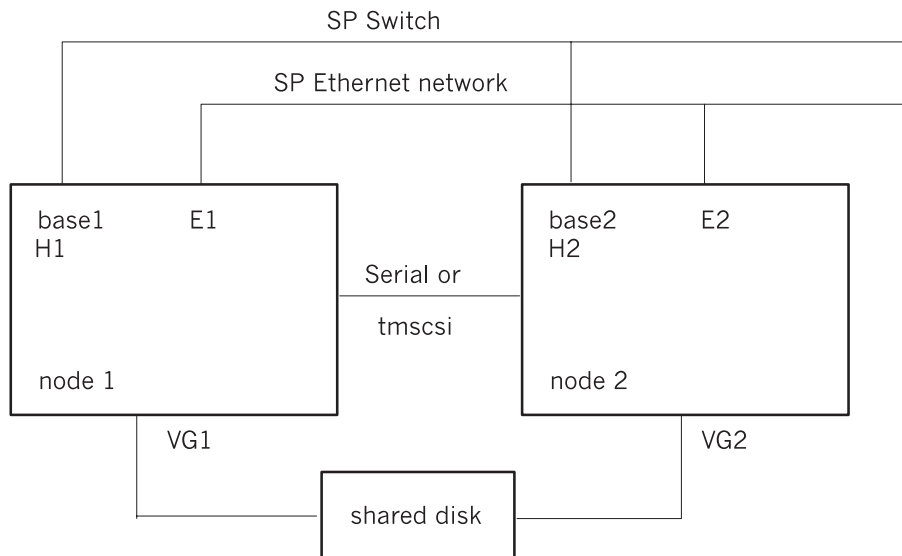 SP Switch
SP Ethernet network
base1
E1
H1
base2
E2
H2
Serial or
tmscsi
node 1
node 2
VG1
VG2
shared disk